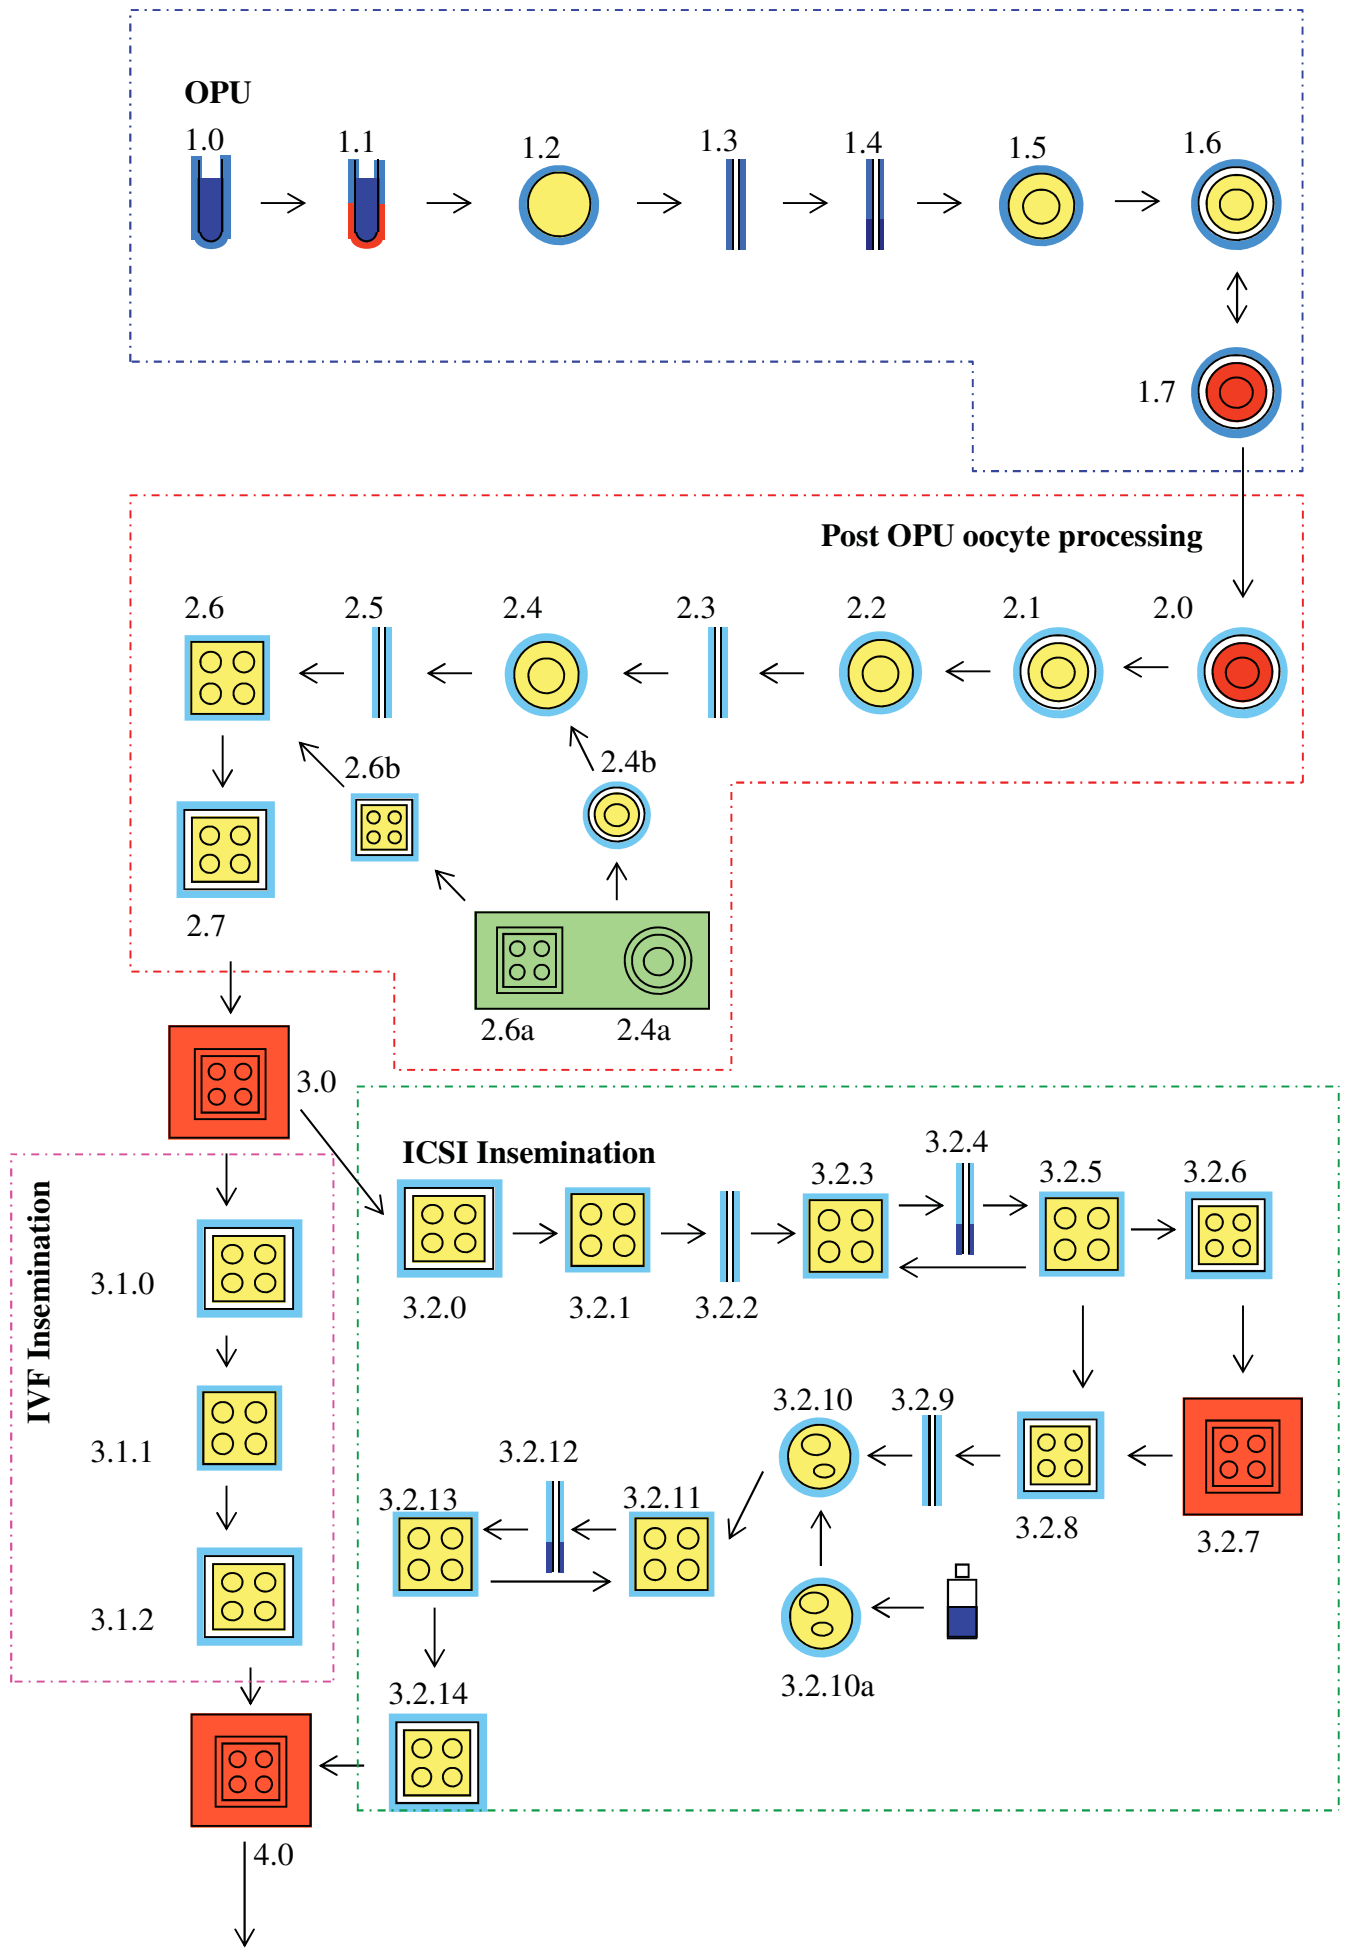 OPU
1.0 1.1 1.2 1.3 1.4 1.5 1.6
1.7
Post OPU oocyte processing
2.6 2.5 2.4 2.3 2.2 2.1 2.0
2.6b 2.4b
2.7
2.6a 2.4a
3.0
ICSI Insemination
3.2.4
3.2.3 3.2.5 3.2.6
3.2.0 3.2.1 3.2.2
IVF Insemination
3.1.0
3.1.1
3.1.2
3.2.10 3.2.9
3.2.12
3.2.13 3.2.11
3.2.8
3.2.7
3.2.10a
3.2.14
4.0